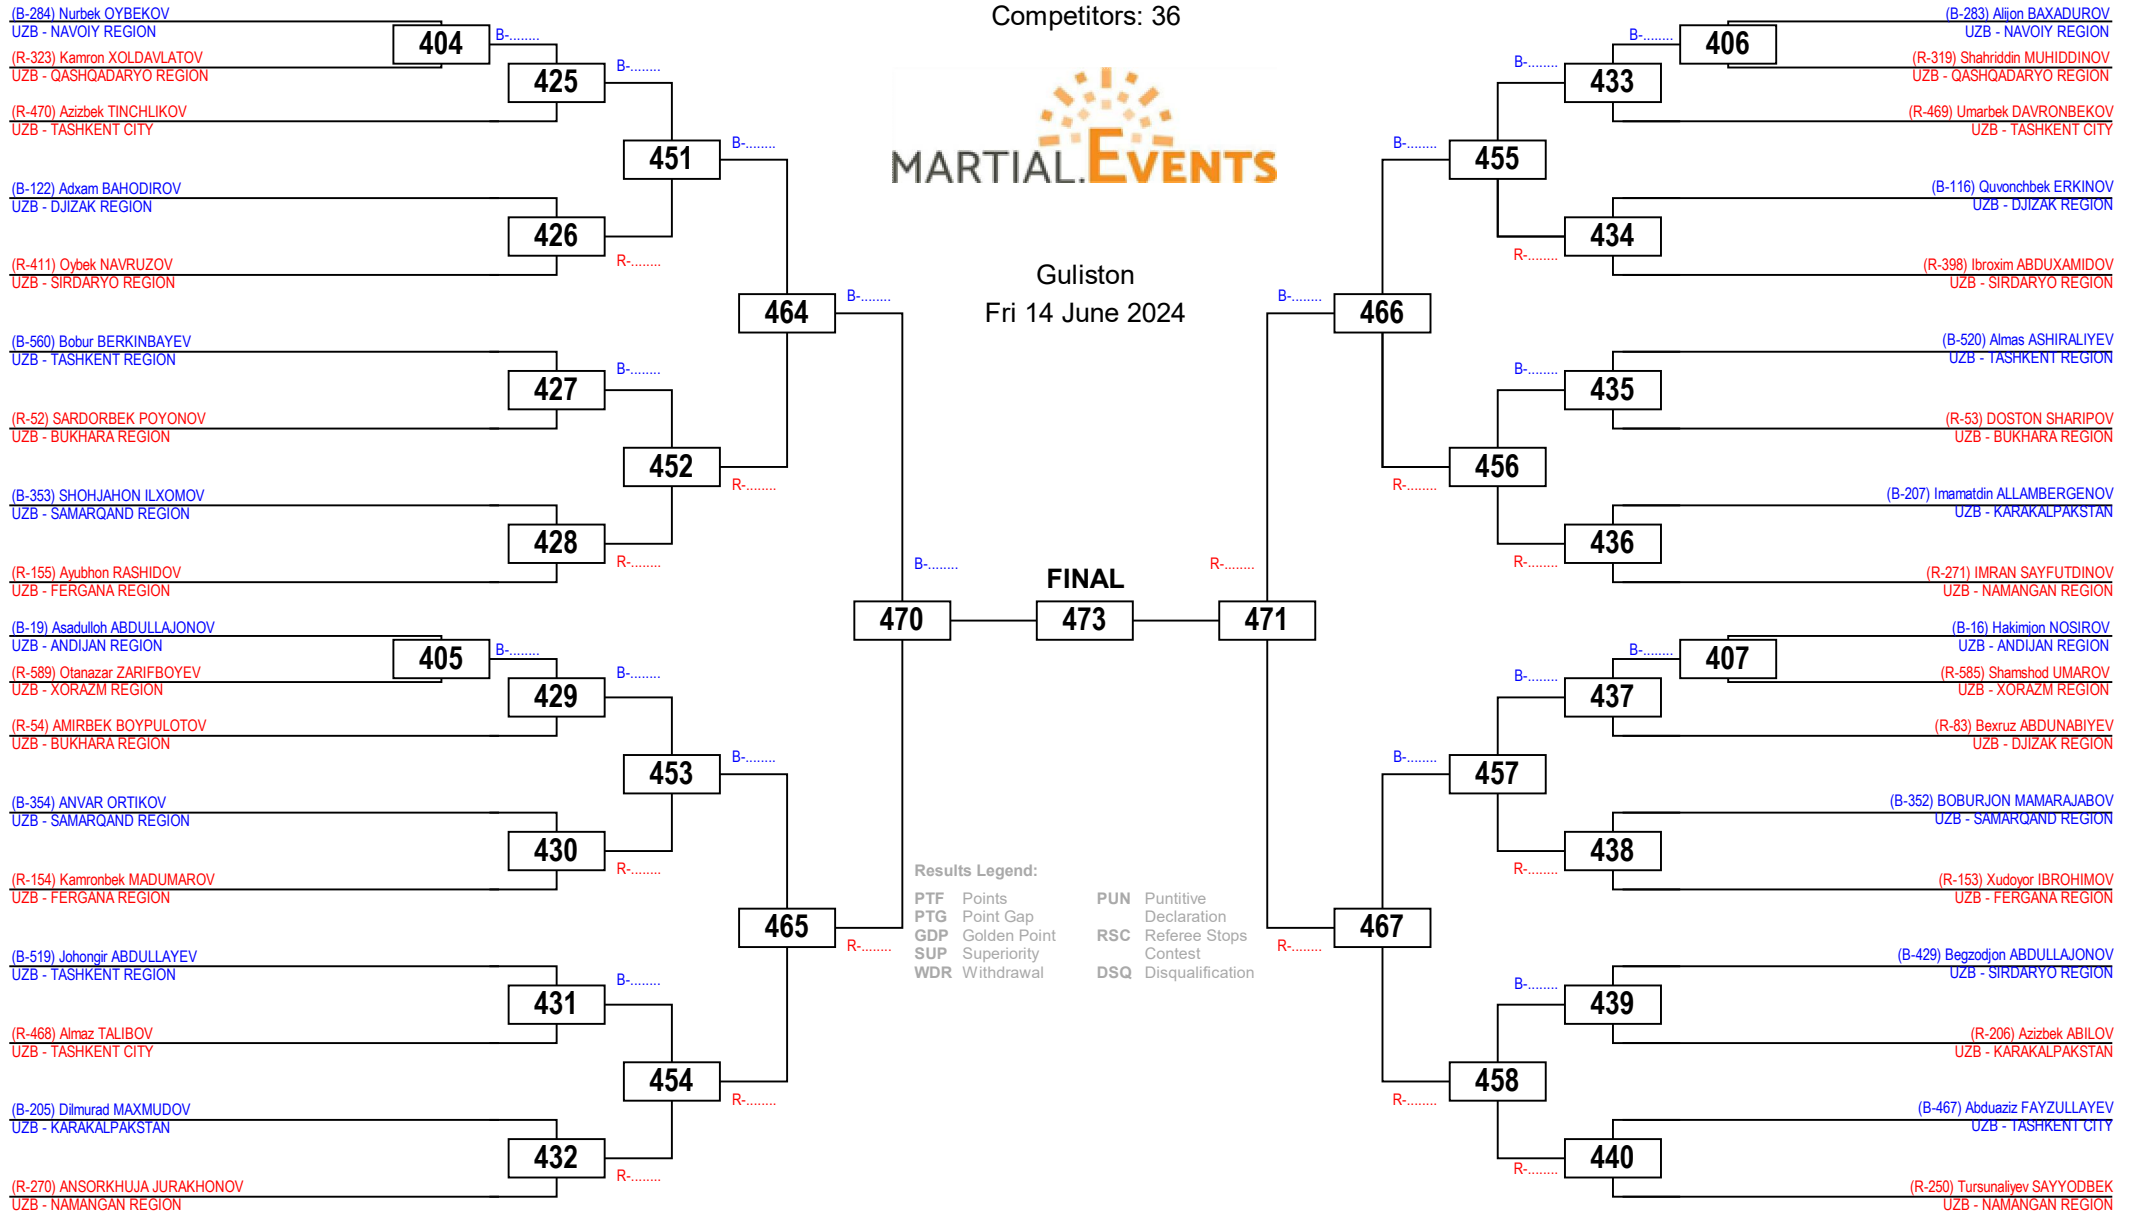 Competitors: 36
MARTIAL.EVENTS
Guliston
Fri 14 June 2024
(B-284) Nurbek OYBEKOV
UZB - NAVOIY REGION
404
B-........
(R-323) Kamron XOLDAVLATOV
UZB - QASHQADARYO REGION
425
B-........
(R-470) Azizbek TINCHLIKOV
UZB - TASHKENT CITY
451
B-........
(B-122) Adxam BAHODIROV
UZB - DJIZAK REGION
426
R-........
(R-411) Oybek NAVRUZOV
UZB - SIRDARYO REGION
464
B-........
(B-560) Bobur BERKINBAYEV
UZB - TASHKENT REGION
427
B-........
(R-52) SARDORBEK POYONOV
UZB - BUKHARA REGION
452
R-........
(B-353) SHOHJAHON ILXOMOV
UZB - SAMARQAND REGION
428
R-........
(R-155) Ayubhon RASHIDOV
UZB - FERGANA REGION
470
B-........
(B-19) Asadulloh ABDULLAJONOV
UZB - ANDIJAN REGION
405
B-........
(R-589) Otanazar ZARIFBOYEV
UZB - XORAZM REGION
429
B-........
(R-54) AMIRBEK BOYPULOTOV
UZB - BUKHARA REGION
453
B-........
(B-354) ANVAR ORTIKOV
UZB - SAMARQAND REGION
430
R-........
(R-154) Kamronbek MADUMAROV
UZB - FERGANA REGION
465
R-........
(B-519) Johongir ABDULLAYEV
UZB - TASHKENT REGION
431
B-........
(R-468) Almaz TALIBOV
UZB - TASHKENT CITY
454
R-........
(B-205) Dilmurad MAXMUDOV
UZB - KARAKALPAKSTAN
432
R-........
(R-270) ANSORKHUJA JURAKHONOV
UZB - NAMANGAN REGION
FINAL
473
Results Legend:
PTF Points
PTG Point Gap
GDP Golden Point
SUP Superiority
WDR Withdrawal
PUN Puntitive
Declaration
RSC Referee Stops
Contest
DSQ Disqualification
(B-283) Alijon BAXADUROV
UZB - NAVOIY REGION
B-........
406
(R-319) Shahriddin MUHIDDINOV
UZB - QASHQADARYO REGION
B-........
433
(R-469) Umarbek DAVRONBEKOV
UZB - TASHKENT CITY
B-........
455
(B-116) Quvonchbek ERKINOV
UZB - DJIZAK REGION
R-........
434
(R-398) Ibroxim ABDUXAMIDOV
UZB - SIRDARYO REGION
B-........
466
(B-520) Almas ASHIRALIYEV
UZB - TASHKENT REGION
B-........
435
(R-53) DOSTON SHARIPOV
UZB - BUKHARA REGION
R-........
456
(B-207) Imamatdin ALLAMBERGENOV
UZB - KARAKALPAKSTAN
R-........
436
(R-271) IMRAN SAYFUTDINOV
UZB - NAMANGAN REGION
R-........
471
(B-16) Hakimjon NOSIROV
UZB - ANDIJAN REGION
B-........
407
(R-585) Shamshod UMAROV
UZB - XORAZM REGION
B-........
437
(R-83) Bexruz ABDUNABIYEV
UZB - DJIZAK REGION
B-........
457
(B-352) BOBURJON MAMARAJABOV
UZB - SAMARQAND REGION
R-........
438
(R-153) Xudoyor IBROHIMOV
UZB - FERGANA REGION
R-........
467
(B-429) Begzodjon ABDULLAJONOV
UZB - SIRDARYO REGION
B-........
439
(R-206) Azizbek ABILOV
UZB - KARAKALPAKSTAN
R-........
458
(B-467) Abduaziz FAYZULLAYEV
UZB - TASHKENT CITY
R-........
440
(R-250) Tursunaliyev SAYYODBEK
UZB - NAMANGAN REGION